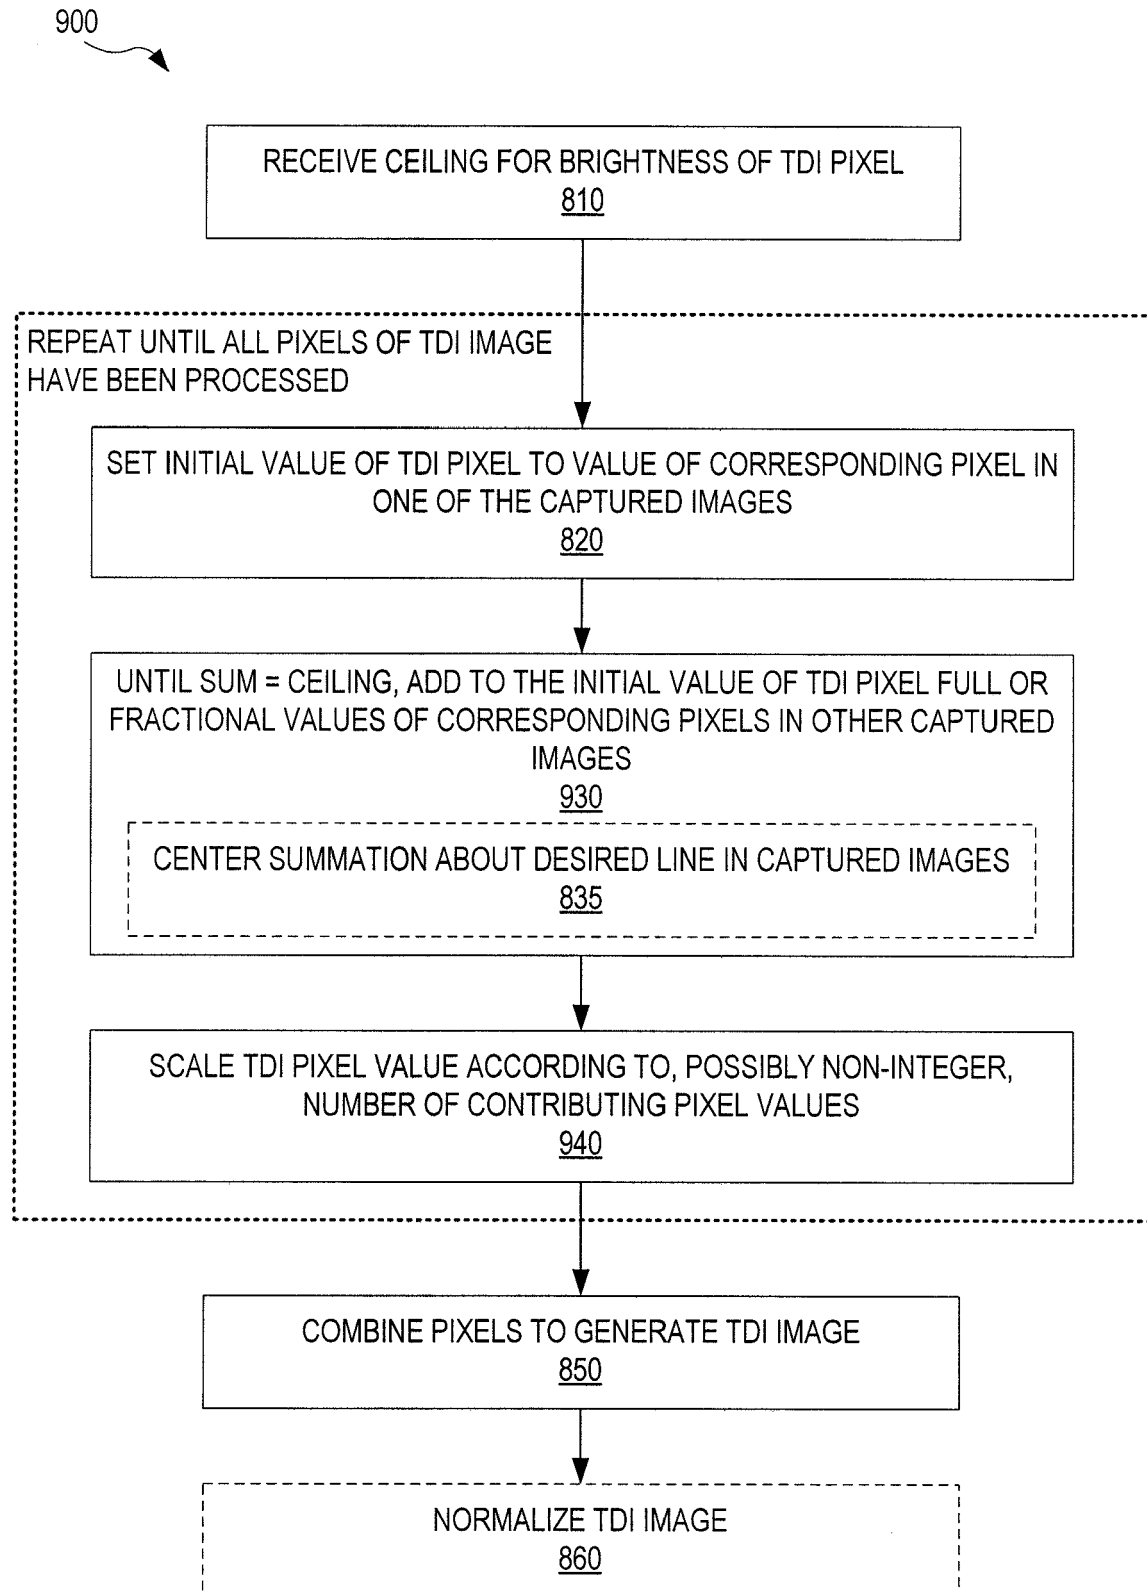 900
RECEIVE CEILING FOR BRIGHTNESS OF TDI PIXEL
810
REPEAT UNTIL ALL PIXELS OF TDI IMAGE
HAVE BEEN PROCESSED
SET INITIAL VALUE OF TDI PIXEL TO VALUE OF CORRESPONDING PIXEL IN
ONE OF THE CAPTURED IMAGES
820
UNTIL SUM = CEILING, ADD TO THE INITIAL VALUE OF TDI PIXEL FULL OR
FRACTIONAL VALUES OF CORRESPONDING PIXELS IN OTHER CAPTURED
IMAGES
930
CENTER SUMMATION ABOUT DESIRED LINE IN CAPTURED IMAGES
835
SCALE TDI PIXEL VALUE ACCORDING TO, POSSIBLY NON-INTEGER,
NUMBER OF CONTRIBUTING PIXEL VALUES
940
COMBINE PIXELS TO GENERATE TDI IMAGE
850
NORMALIZE TDI IMAGE
860